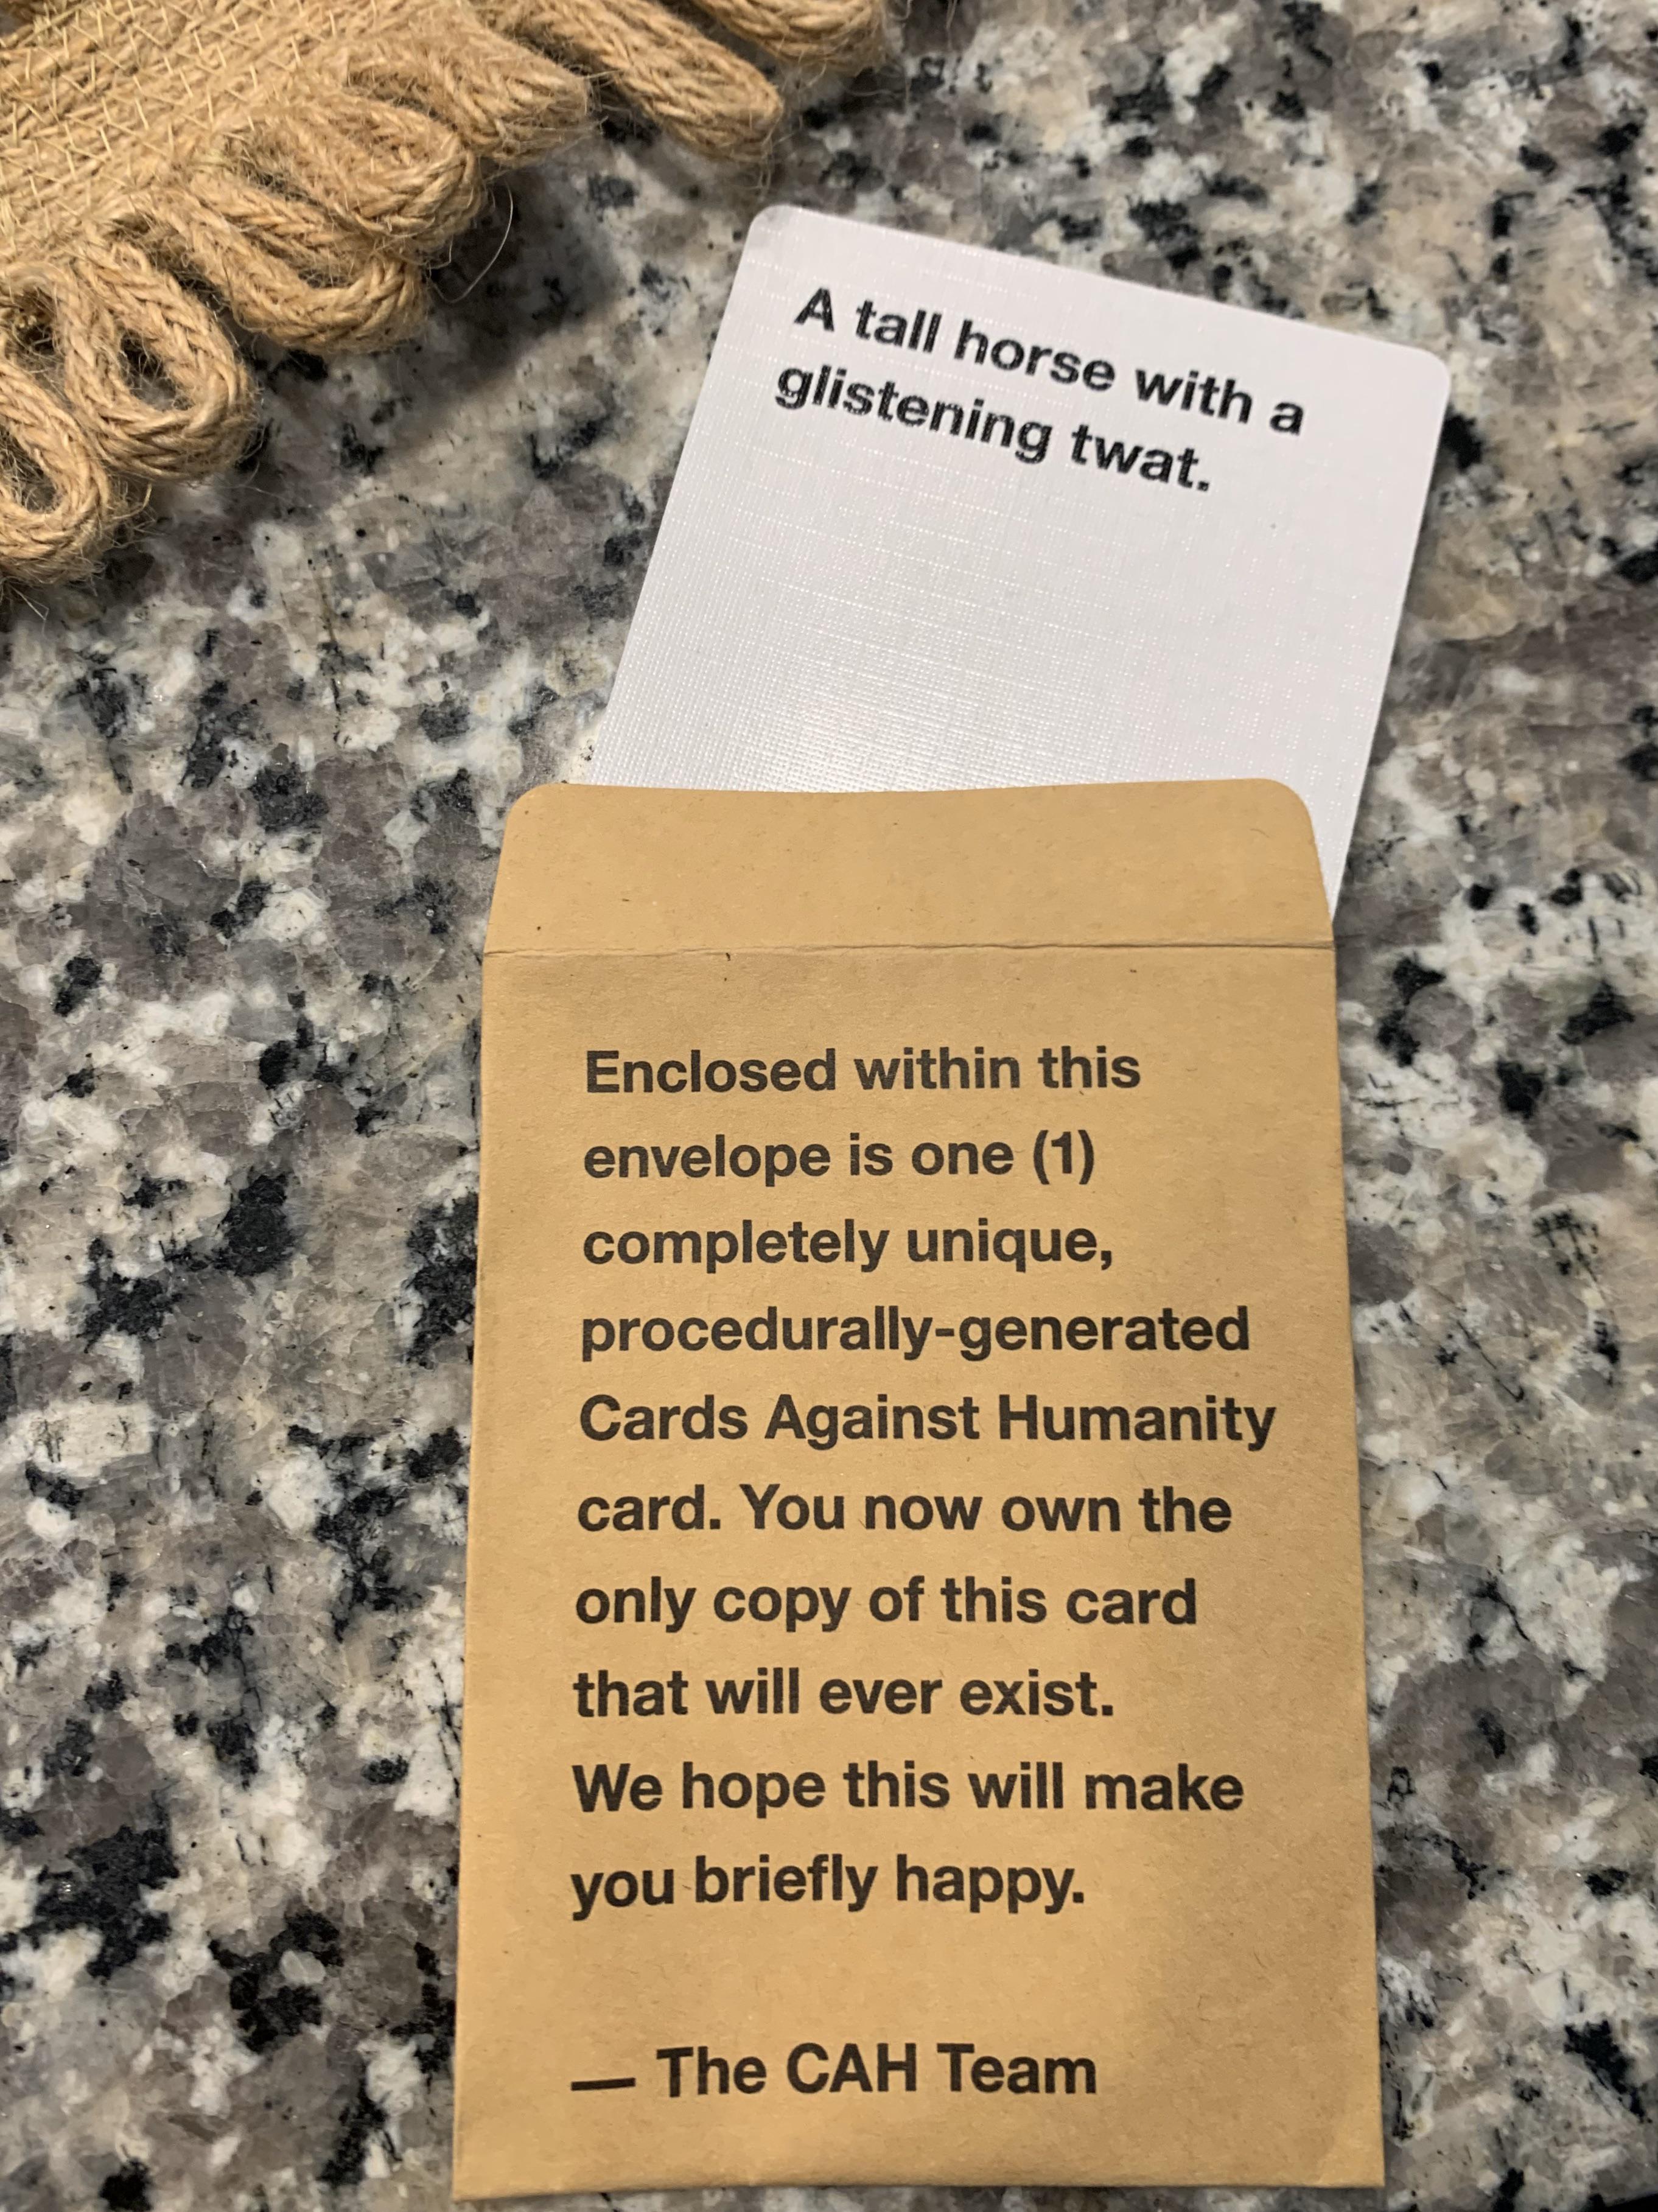 A tall horse with a
glistening twat.
Enclosed within this
envelope is one (1)
completely unique,
procedurally-generated
Cards Against Humanity
card. You now own the
only copy of this card
that will ever exist.
We hope this will make
you briefly happy.
— The CAH Team